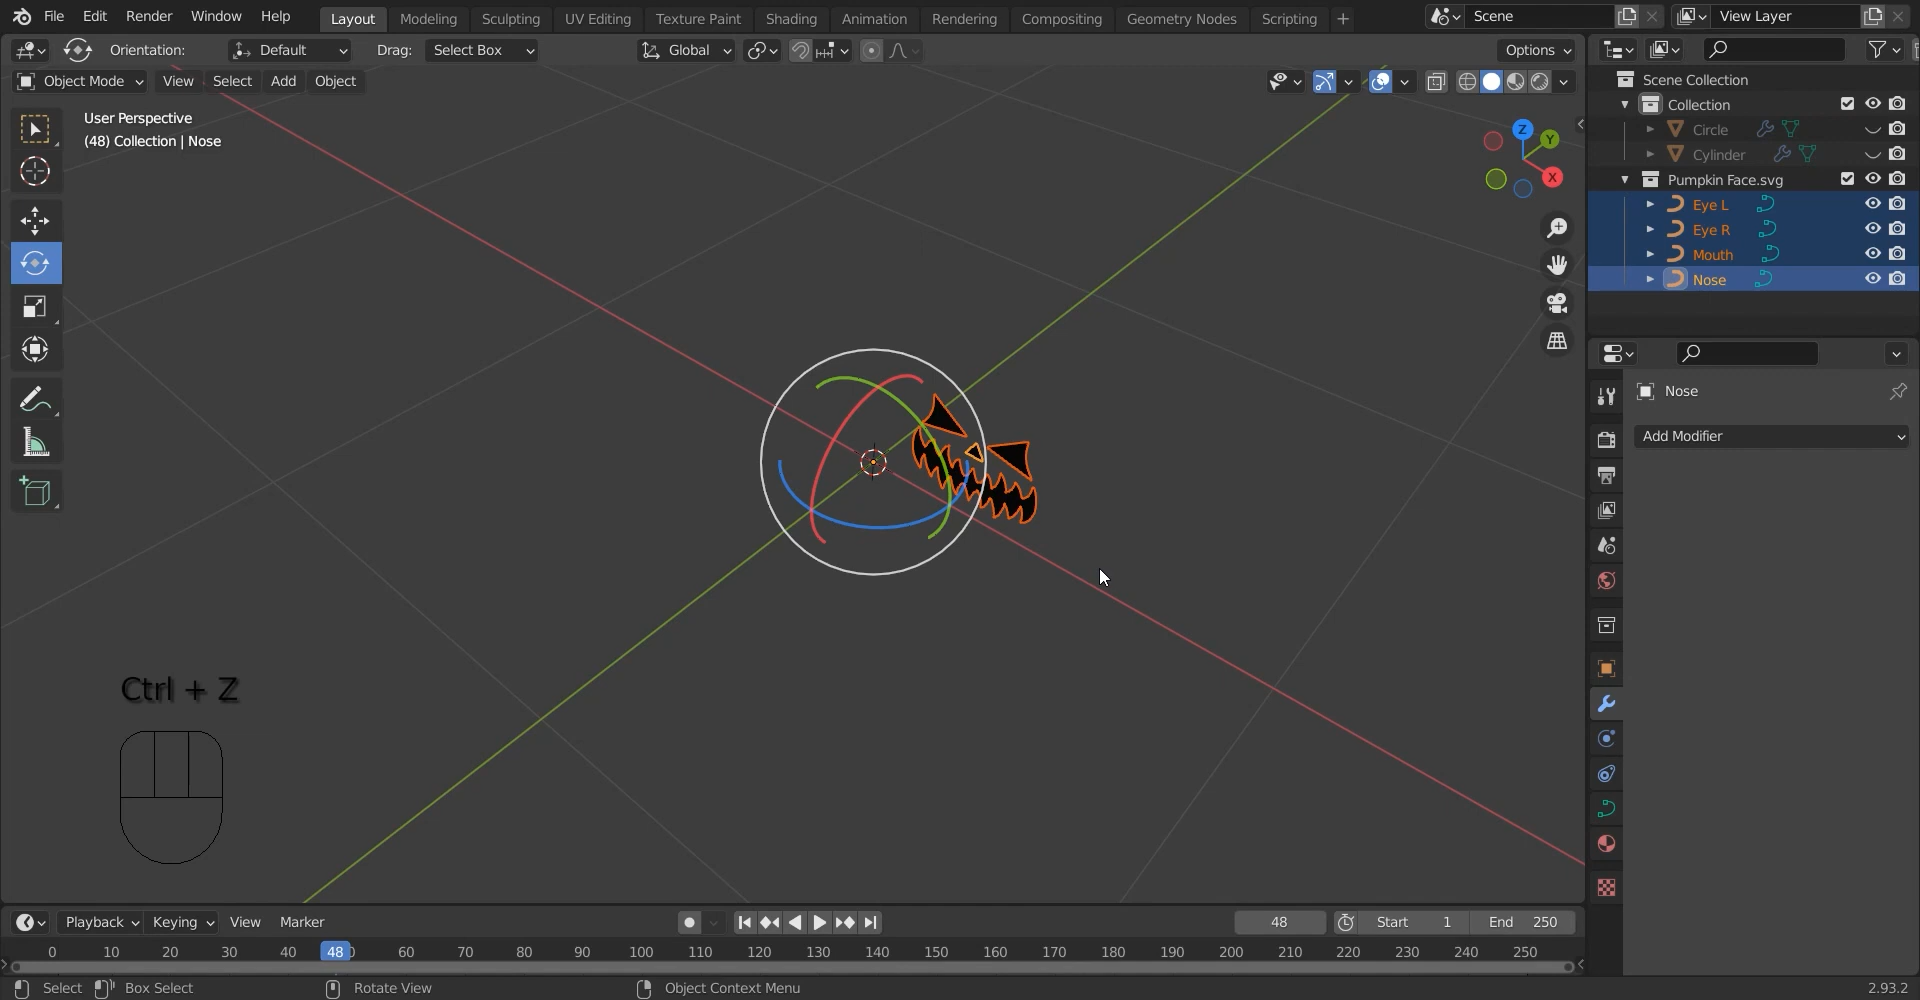 File Edit Render Window Help Layout Modeling Sculpting UV Editing Texture Paint Shading Animation Rendering Compositing Geometry Nodes Scripting + Scene View Layer
Orientation: Default Drag: Select Box Global Options
Object Mode View Select Add Object
Scene Collection
Collection
Circle
Cylinder
Pumpkin Face.svg
Eye L
Eye R
Mouth
Nose
User Perspective
(48) Collection | Nose
Z
Y
X
Nose
Add Modifier
Ctrl + Z
Playback Keying View Marker 48 Start 1 End 250
0 10 20 30 40 48 60 70 80 90 100 110 120 130 140 150 160 170 180 190 200 210 220 230 240 250
Select Box Select Rotate View Object Context Menu 2.93.2